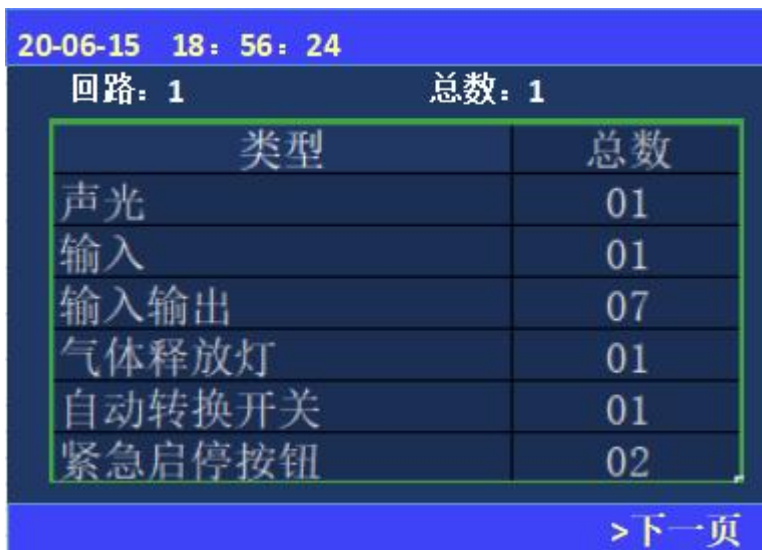 20-06-15 18：56：24
回路：1 总数：1
类型 总数
声光 01
输入 01
输入输出 07
气体释放灯 01
自动转换开关 01
紧急启停按钮 02
>下一页